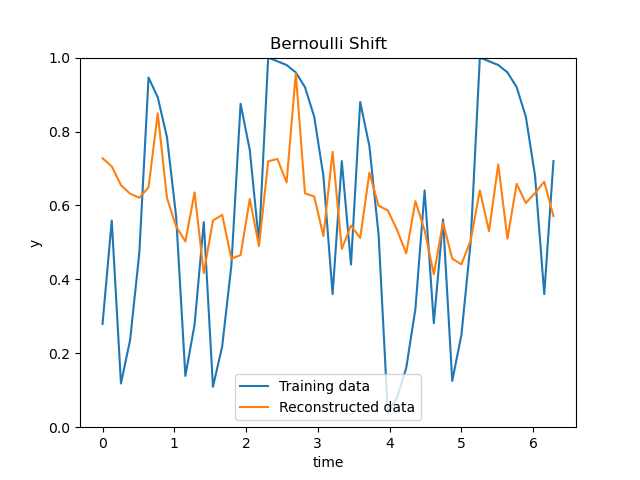 Bernoulli Shift
1.0
0.8
0.6
0.4
0.2
0.0
y
Training data
Reconstructed data
0 1 2 3 4 5 6
time